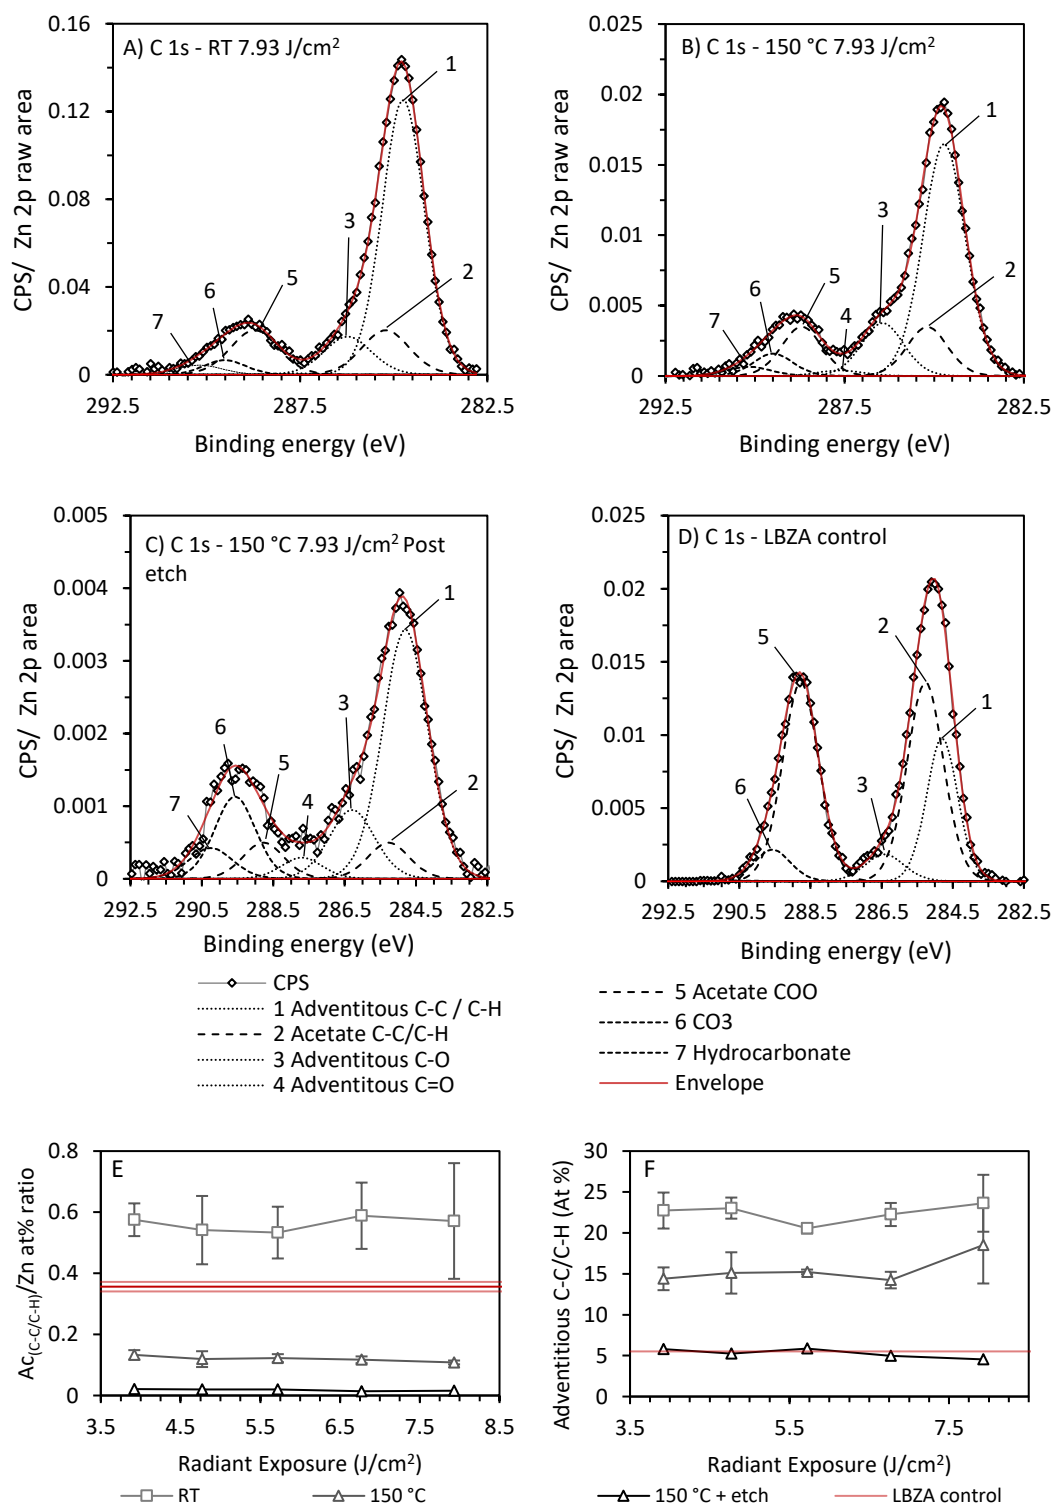 A) C 1s - RT 7.93 J/cm²
CPS/ Zn 2p raw area
0.16
0.12
0.08
0.04
0
1
2
3
5
6
7
292.5 287.5 282.5
Binding energy (eV)
B) C 1s - 150 °C 7.93 J/cm²
CPS/ Zn 2p raw area
0.025
0.02
0.015
0.01
0.005
0
1
2
3
4
5
6
7
292.5 287.5 282.5
Binding energy (eV)
C) C 1s - 150 °C 7.93 J/cm² Post
etch
CPS/ Zn 2p area
0.005
0.004
0.003
0.002
0.001
0
1
2
3
4
5
6
7
292.5 290.5 288.5 286.5 284.5 282.5
Binding energy (eV)
D) C 1s - LBZA control
CPS/ Zn 2p area
0.025
0.02
0.015
0.01
0.005
0
5
2
1
3
6
292.5 290.5 288.5 286.5 284.5 282.5
Binding energy (eV)
CPS
1 Adventitous C-C / C-H
2 Acetate C-C/C-H
3 Adventitous C-O
4 Adventitous C=O
5 Acetate COO
6 CO3
7 Hydrocarbonate
Envelope
E
Ac(C-C/C-H)/Zn at% ratio
0.8
0.6
0.4
0.2
0
3.5 4.5 5.5 6.5 7.5 8.5
Radiant Exposure (J/cm²)
F
Adventitious C-C/C-H (At %)
30
25
20
15
10
5
0
3.5 5.5 7.5
Radiant Exposure (J/cm²)
RT 150 °C 150 °C + etch LBZA control